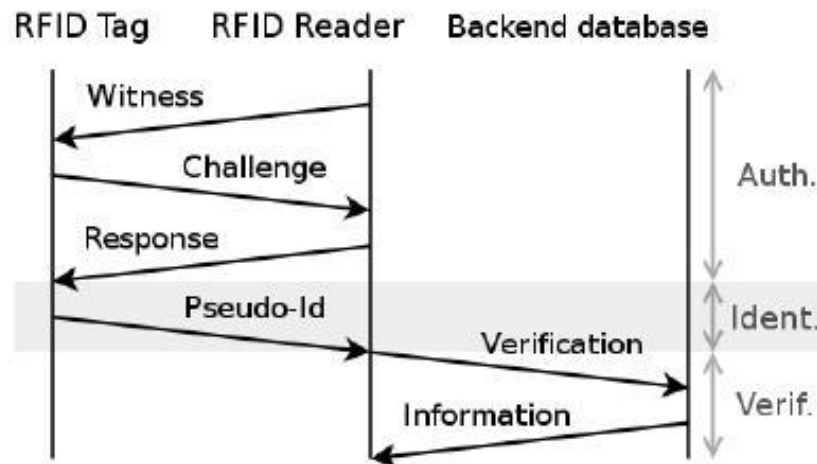 RFID Tag RFID Reader Backend database
Witness
Challenge
Auth.
Response
Pseudo-Id
Ident.
Verification
Information
Verif.